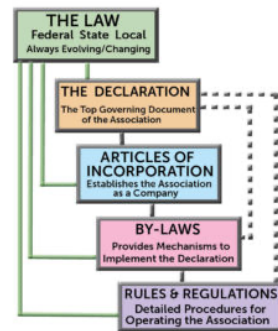 THE LAW
Federal State Local
Always Evolving/Changing
THE DECLARATION
The Top Governing Document
of the Association
ARTICLES OF
INCORPORATION
Establishes the Association
as a Company
BY-LAWS
Provides Mechanisms to
Implement the Declaration
RULES & REGULATIONS
Detailed Procedures for
Operating the Association